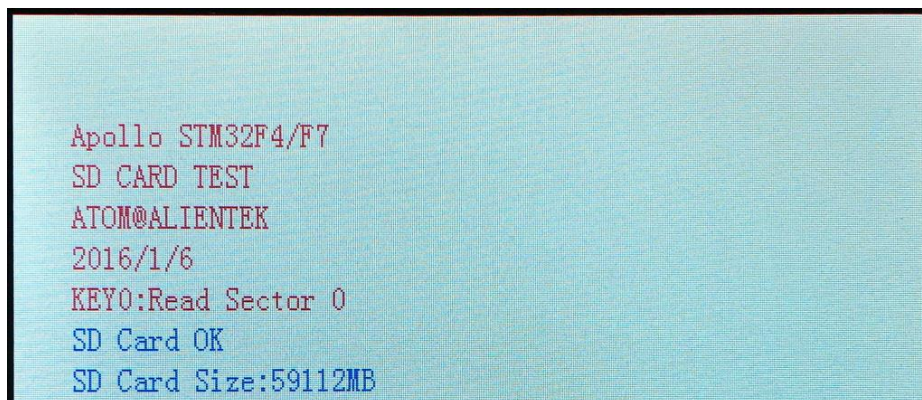 Apollo STM32F4/F7
SD CARD TEST
ATOM@ALIENTEK
2016/1/6
KEY0:Read Sector 0
SD Card OK
SD Card Size:59112MB